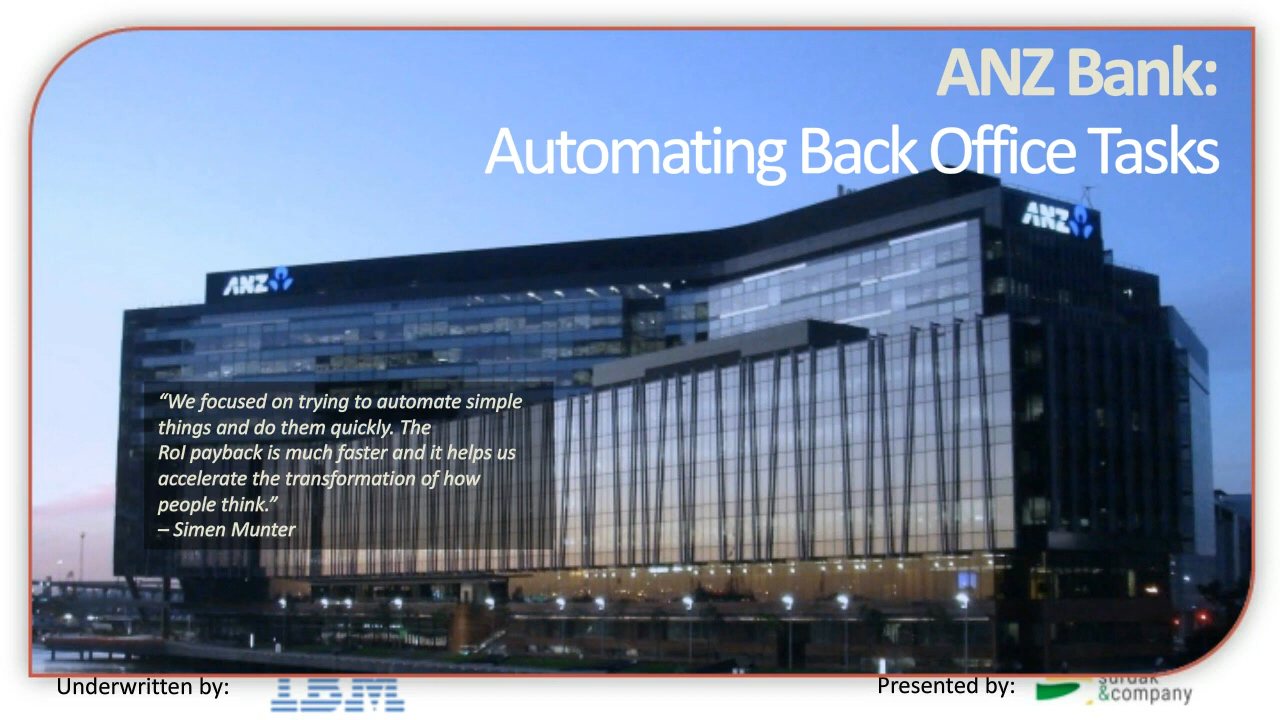 ANZ Bank:
Automating Back Office Tasks
ANZ
ANZ
“We focused on trying to automate simple
things and do them quickly. The
RoI payback is much faster and it helps us
accelerate the transformation of how
people think.”
– Simen Munter
Underwritten by:
IBM
Presented by:
surdak
&company